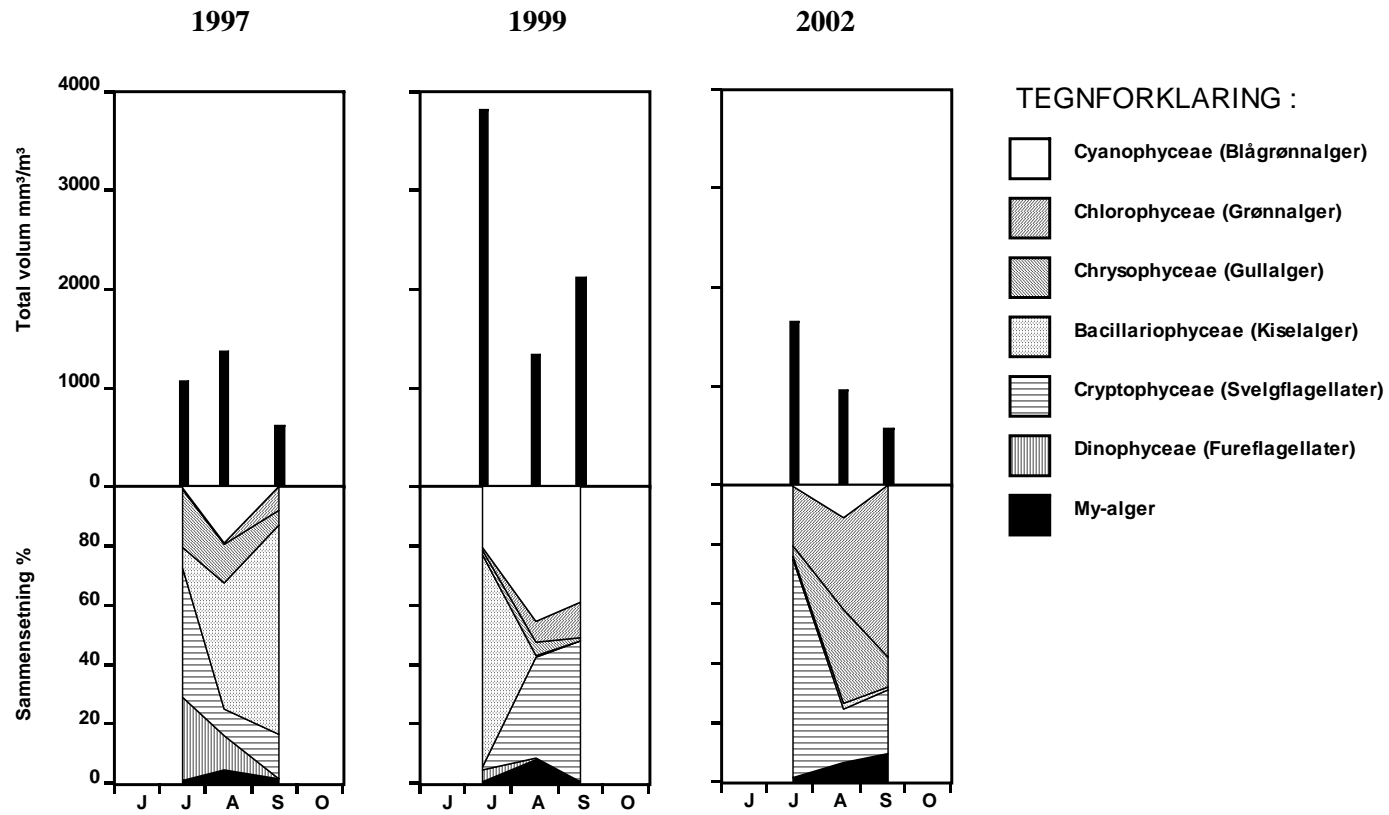 1997
1999
2002
4000
3000
2000
1000
0
Total volum mm³/m³
80
60
40
20
0
Sammensetning %
J J A S O
J J A S O
J J A S O
TEGNFORKLARING :
Cyanophyceae (Blågrønnalger)
Chlorophyceae (Grønnalger)
Chrysophyceae (Gullalger)
Bacillariophyceae (Kiselalger)
Cryptophyceae (Svelgflagellater)
Dinophyceae (Fureflagellater)
My-alger